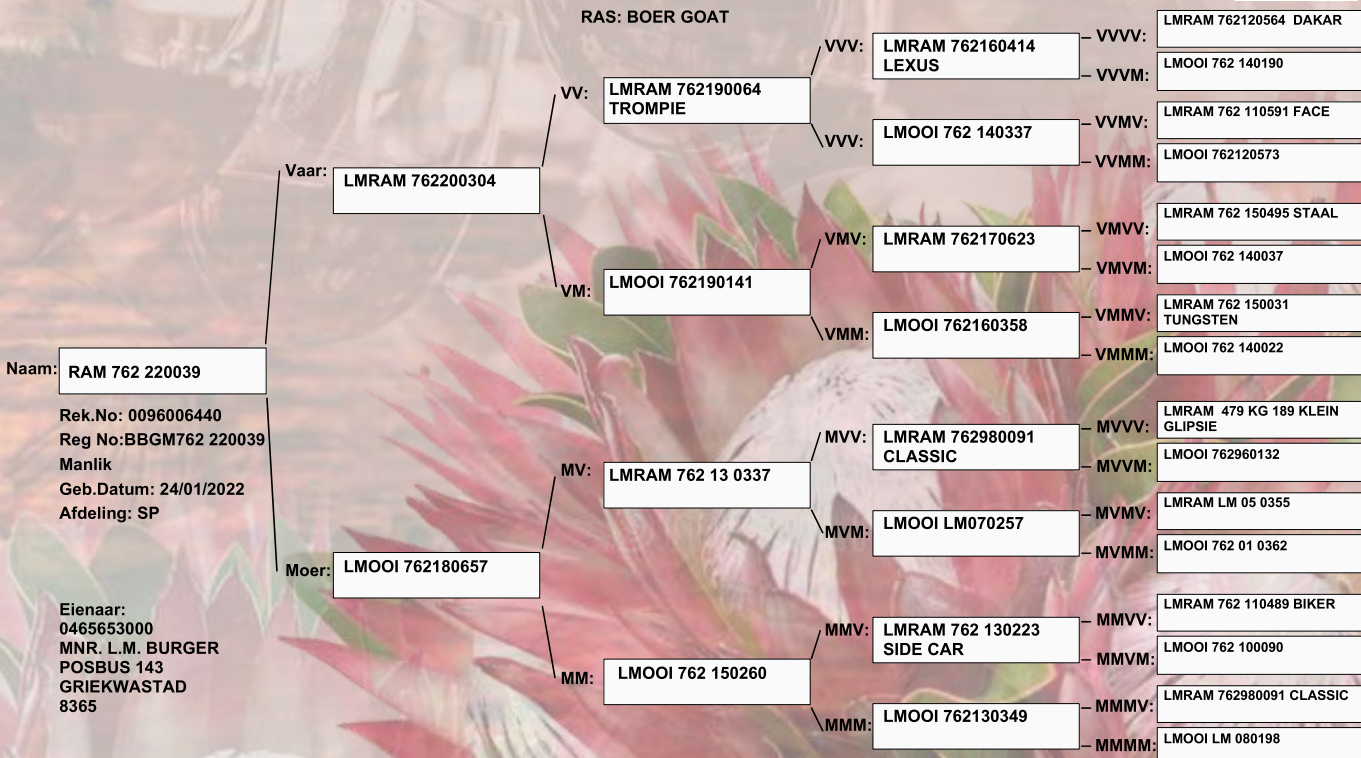 RAS: BOER GOAT
Naam:
RAM 762 220039
Rek.No: 0096006440
Reg No:BBGM762 220039
Manlik
Geb.Datum: 24/01/2022
Afdeling: SP
Eienaar:
0465653000
MNR. L.M. BURGER
POSBUS 143
GRIEKWASTAD
8365
Vaar:
LMRAM 762200304
Moer:
LMOOI 762180657
VV:
LMRAM 762190064
TROMPIE
VM:
LMOOI 762190141
MV:
LMRAM 762 13 0337
MM:
LMOOI 762 150260
VVV:
LMRAM 762160414
LEXUS
VVV:
LMOOI 762 140337
VMV:
LMRAM 762170623
VMM:
LMOOI 762160358
MVV:
LMRAM 762980091
CLASSIC
MVM:
LMOOI LM070257
MMV:
LMRAM 762 130223
SIDE CAR
MMM:
LMOOI 762130349
VVVV:
LMRAM 762120564 DAKAR
VVVM:
LMOOI 762 140190
VVMV:
LMRAM 762 110591 FACE
VVMM:
LMOOI 762120573
VMVV:
LMRAM 762 150495 STAAL
VMVM:
LMOOI 762 140037
VMMV:
LMRAM 762 150031
TUNGSTEN
VMMM:
LMOOI 762 140022
MVVV:
LMRAM 479 KG 189 KLEIN
GLIPSIE
MVVM:
LMOOI 762960132
MVMV:
LMRAM LM 05 0355
MVMM:
LMOOI 762 01 0362
MMVV:
LMRAM 762 110489 BIKER
MMVM:
LMOOI 762 100090
MMMV:
LMRAM 762980091 CLASSIC
MMMM:
LMOOI LM 080198